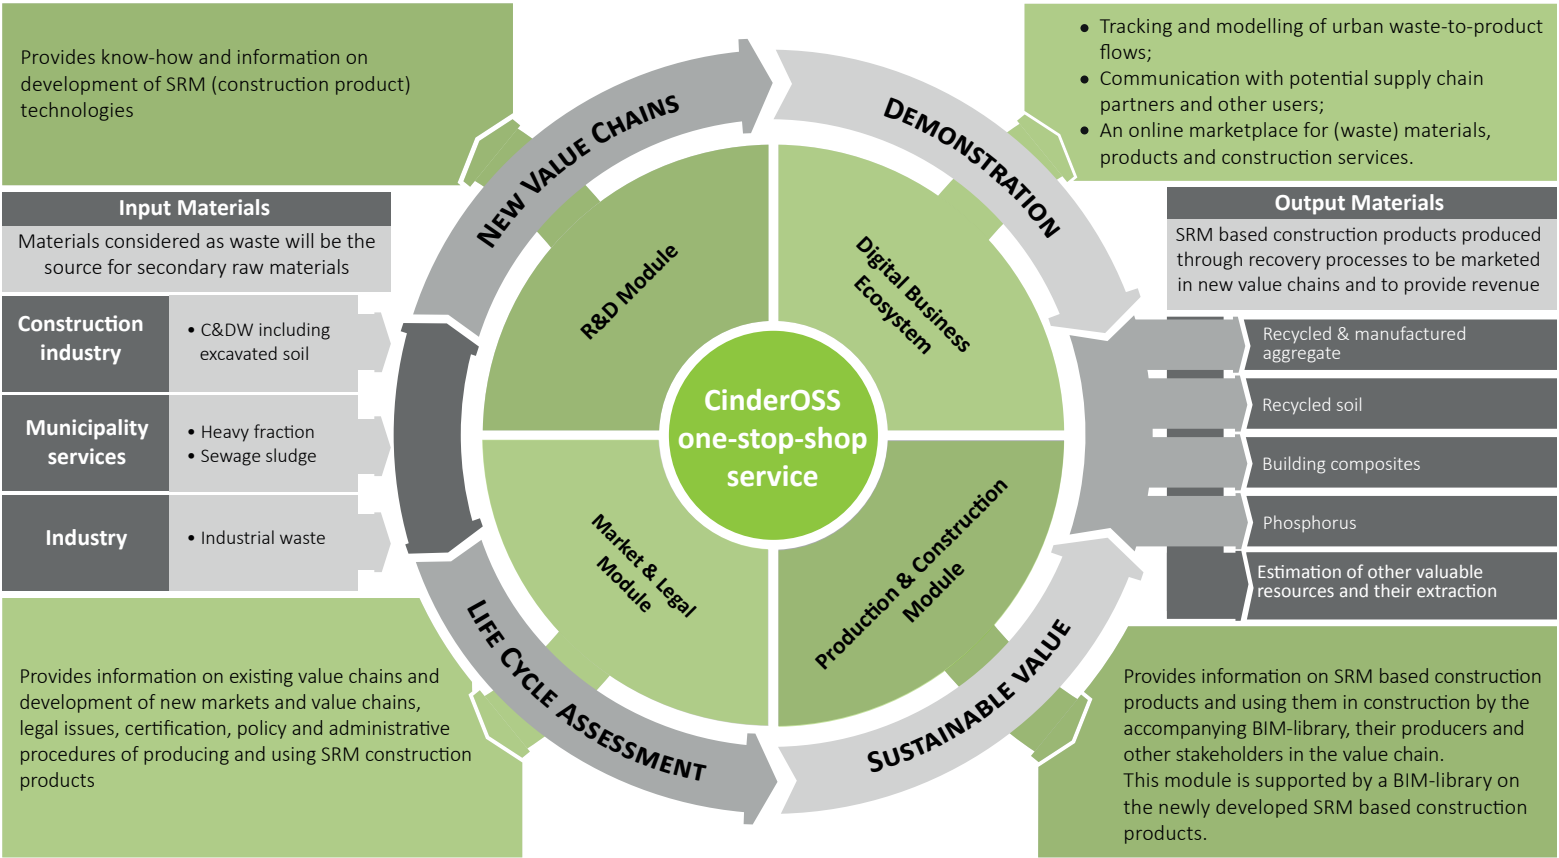 Provides know-how and information on
development of SRM (construction product)
technologies
• Tracking and modelling of urban waste-to-product
flows;
• Communication with potential supply chain
partners and other users;
• An online marketplace for (waste) materials,
products and construction services.
NEW VALUE CHAINS
DEMONSTRATION
Input Materials
Materials considered as waste will be the
source for secondary raw materials
Construction
industry
• C&DW including
excavated soil
Municipality
services
• Heavy fraction
• Sewage sludge
Industry
• Industrial waste
R&D Module
Digital Business
Ecosystem
CinderOSS
one-stop-shop
service
Market & Legal
Module
Production & Construction
Module
Output Materials
SRM based construction products produced
through recovery processes to be marketed
in new value chains and to provide revenue
Recycled & manufactured
aggregate
Recycled soil
Building composites
Phosphorus
Estimation of other valuable
resources and their extraction
LIFE CYCLE ASSESSMENT
SUSTAINABLE VALUE
Provides information on existing value chains and
development of new markets and value chains,
legal issues, certification, policy and administrative
procedures of producing and using SRM construction
products
Provides information on SRM based construction
products and using them in construction by the
accompanying BIM-library, their producers and
other stakeholders in the value chain.
This module is supported by a BIM-library on
the newly developed SRM based construction
products.